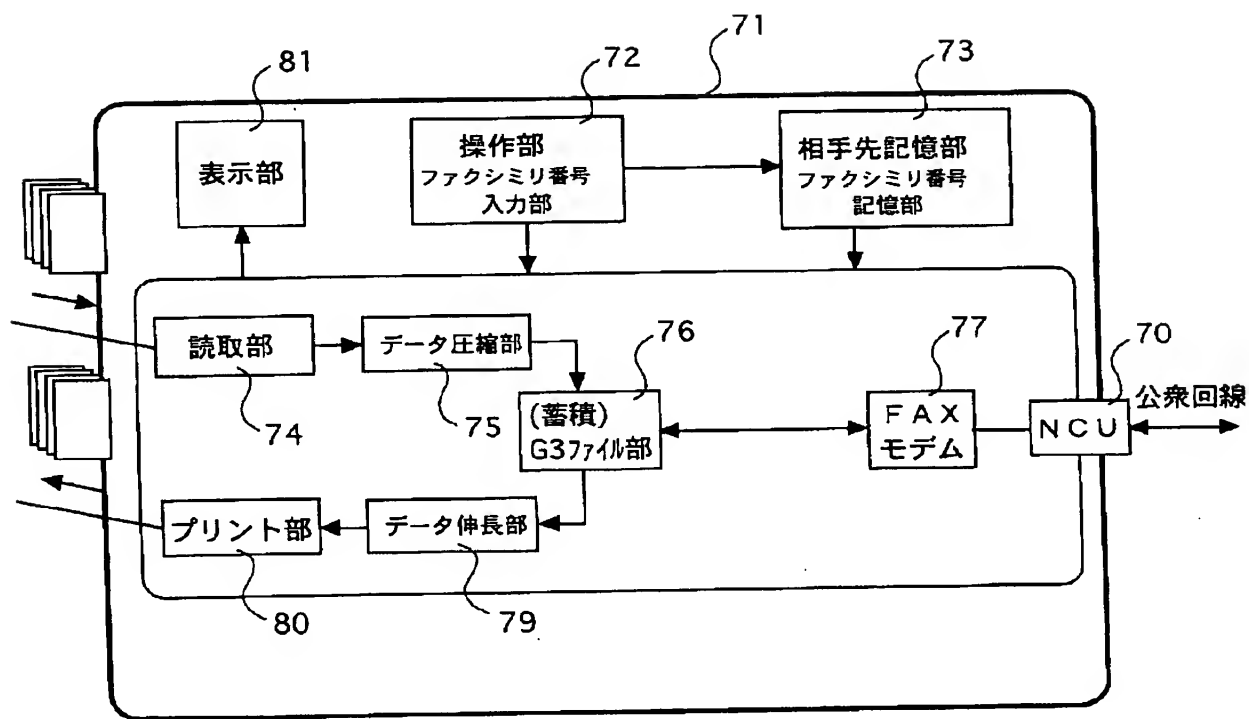 71
81
72
73
表示部
操作部
ファクシミリ番号
入力部
相手先記憶部
ファクシミリ番号
記憶部
読取部
74
データ圧縮部
75
76
(蓄積)
G3ファイル部
77
FAX
モデム
70
NCU
公衆回線
プリント部
80
データ伸長部
79